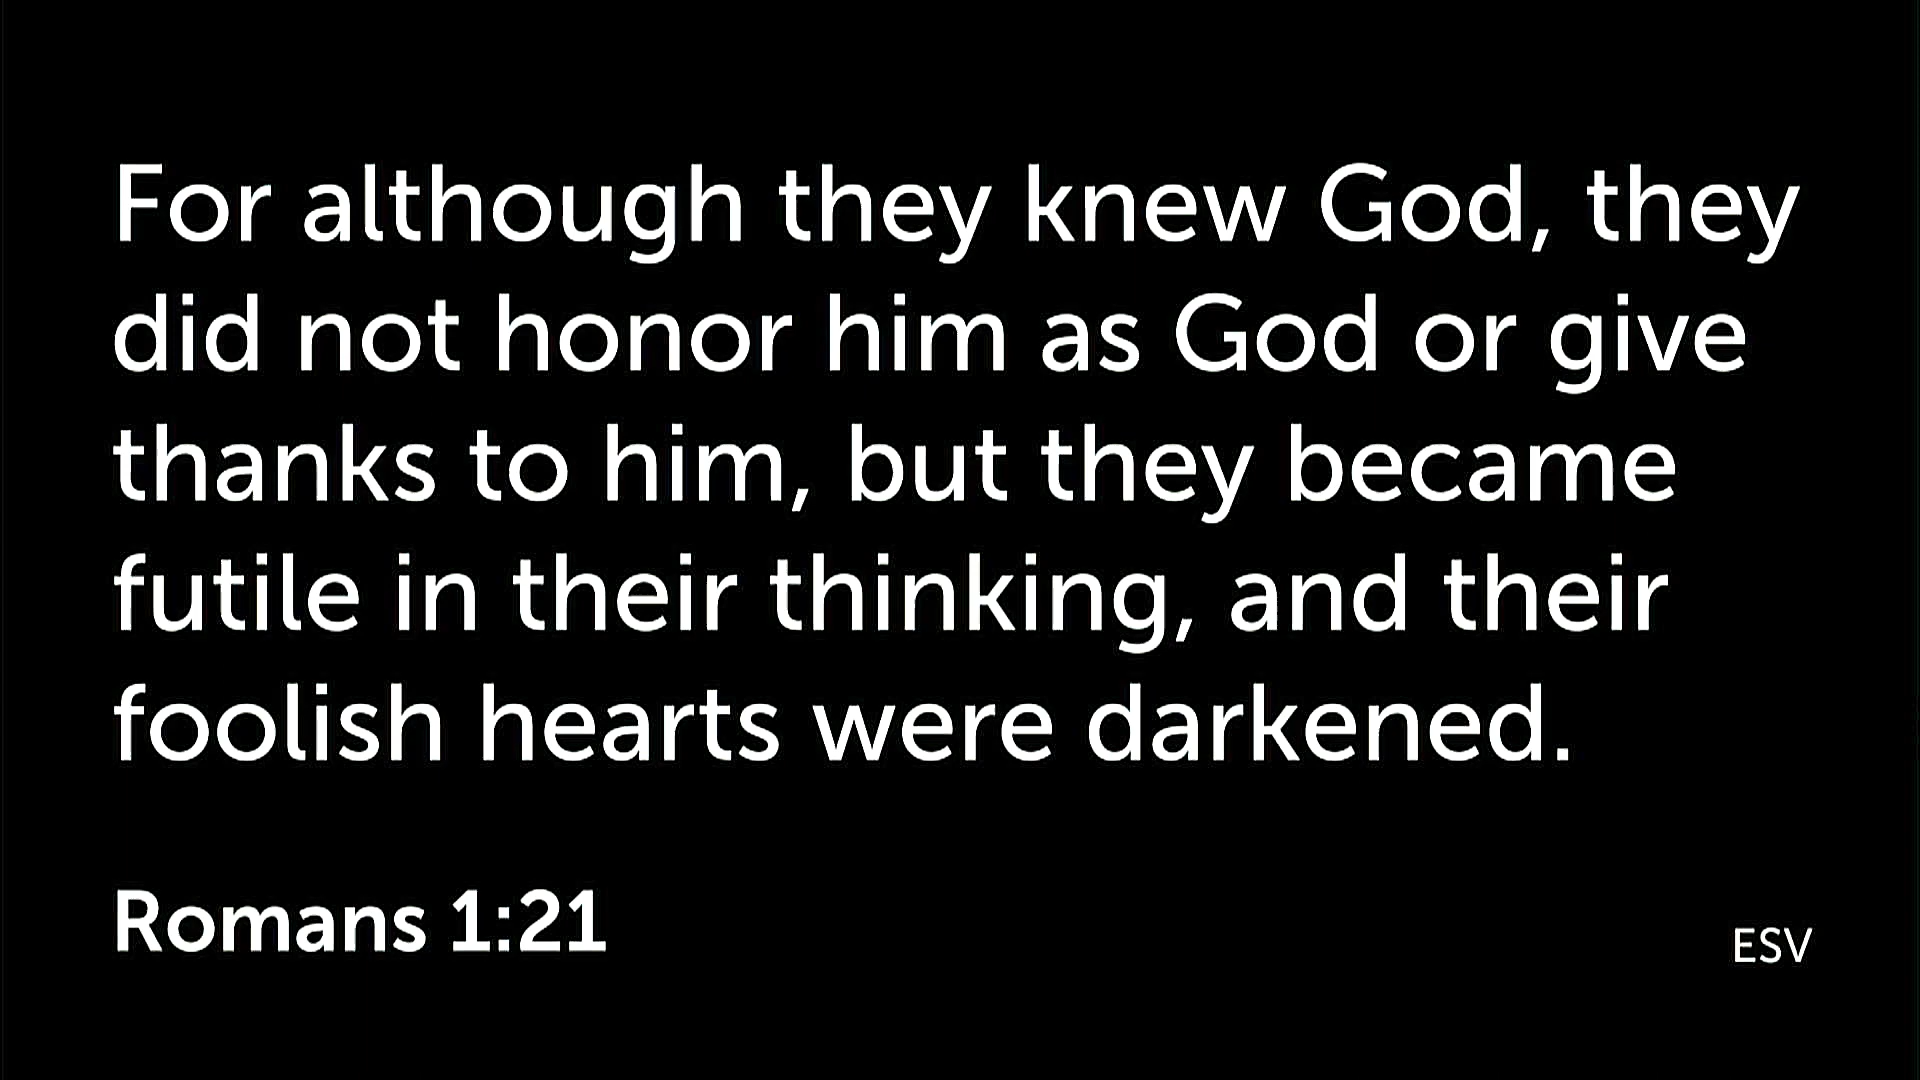 For although they knew God, they
did not honor him as God or give
thanks to him, but they became
futile in their thinking, and their
foolish hearts were darkened.
Romans 1:21
ESV